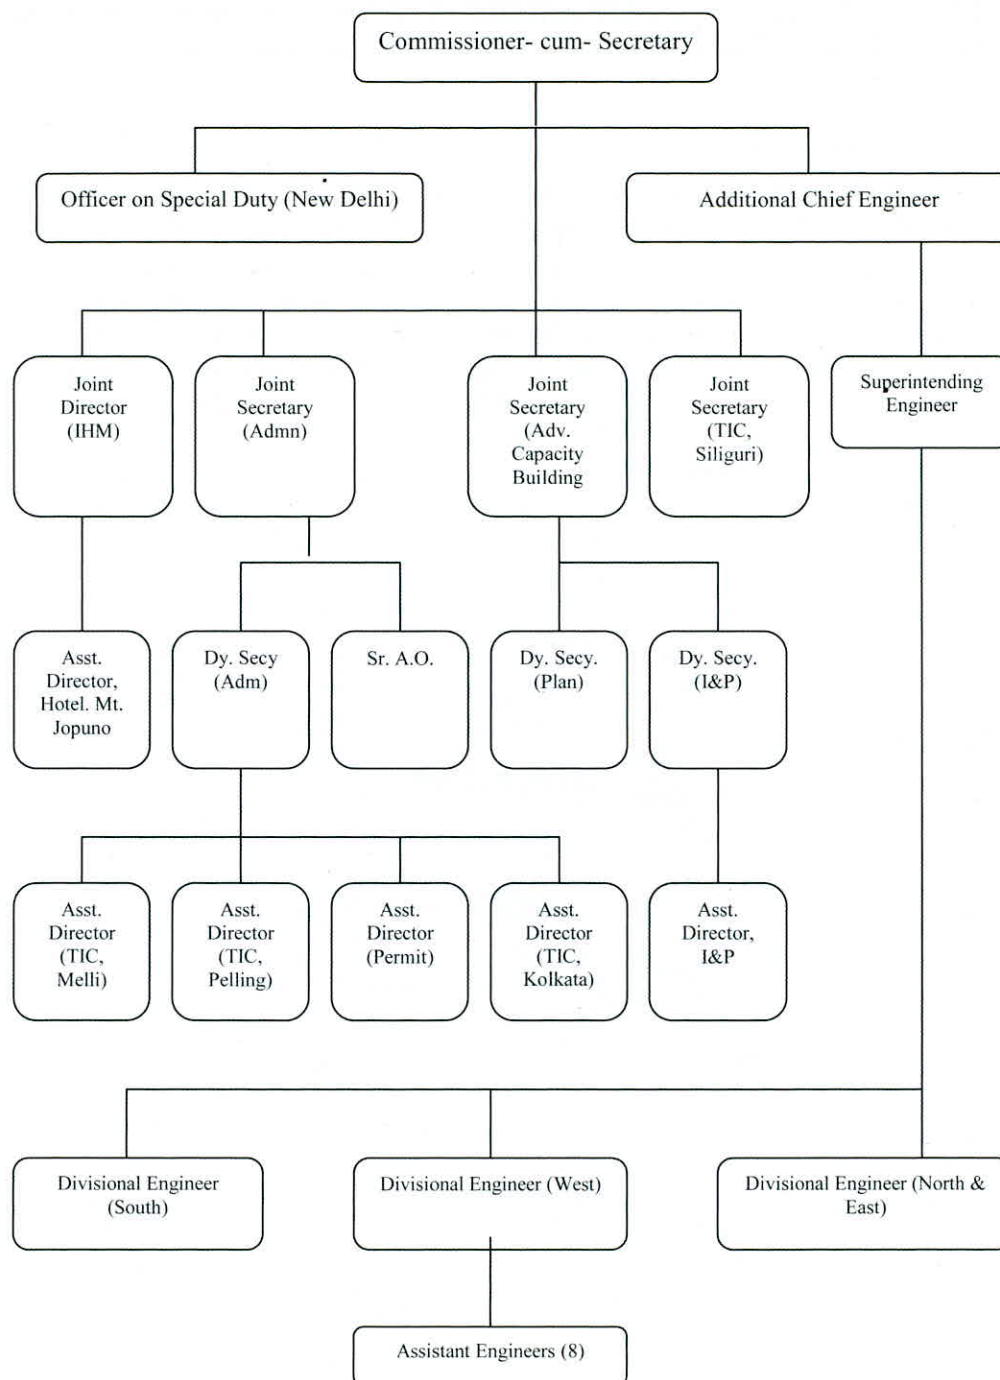 Commissioner- cum- Secretary
Officer on Special Duty (New Delhi)
Additional Chief Engineer
Joint
Director
(IHM)
Joint
Secretary
(Admn)
Joint
Secretary
(Adv.
Capacity
Building
Joint
Secretary
(TIC,
Siliguri)
Superintending
Engineer
Asst.
Director,
Hotel. Mt.
Jopuno
Dy. Secy
(Adm)
Sr. A.O.
Dy. Secy.
(Plan)
Dy. Secy.
(I&P)
Asst.
Director
(TIC,
Melli)
Asst.
Director
(TIC,
Pelling)
Asst.
Director
(Permit)
Asst.
Director
(TIC,
Kolkata)
Asst.
Director,
I&P
Divisional Engineer
(South)
Divisional Engineer (West)
Divisional Engineer (North &
East)
Assistant Engineers (8)